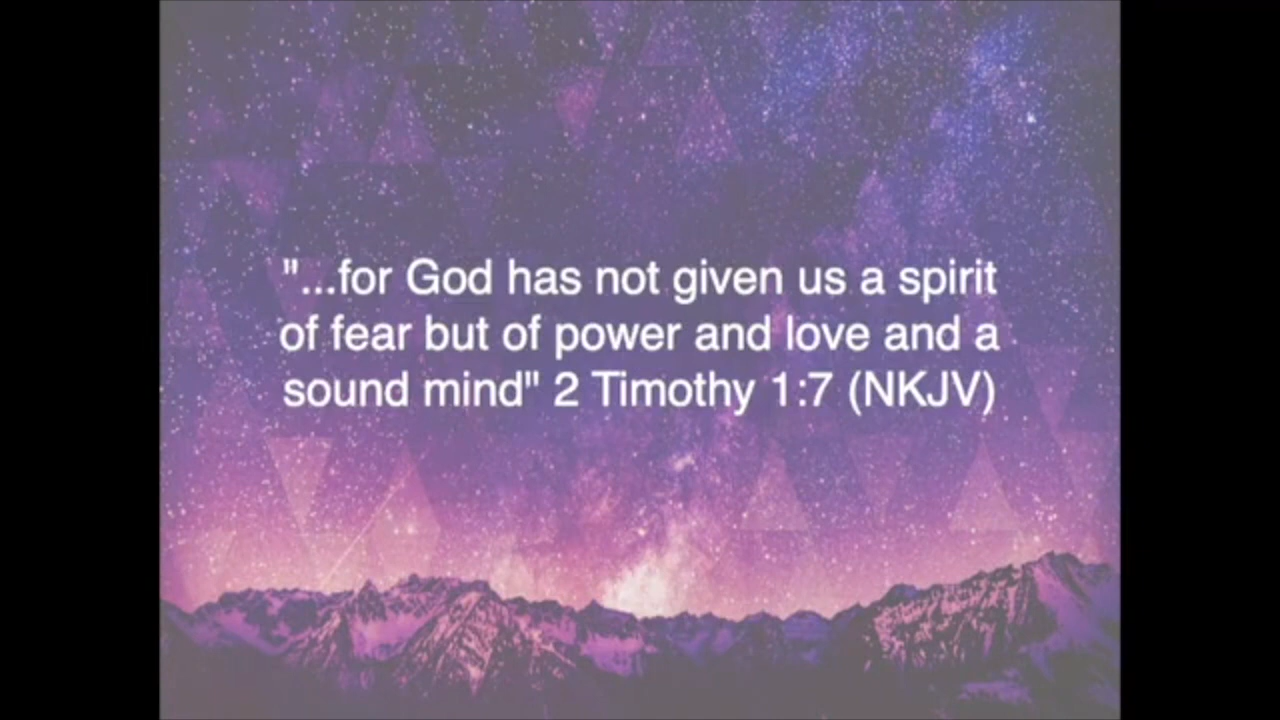 "...for God has not given us a spirit
of fear but of power and love and a
sound mind" 2 Timothy 1:7 (NKJV)